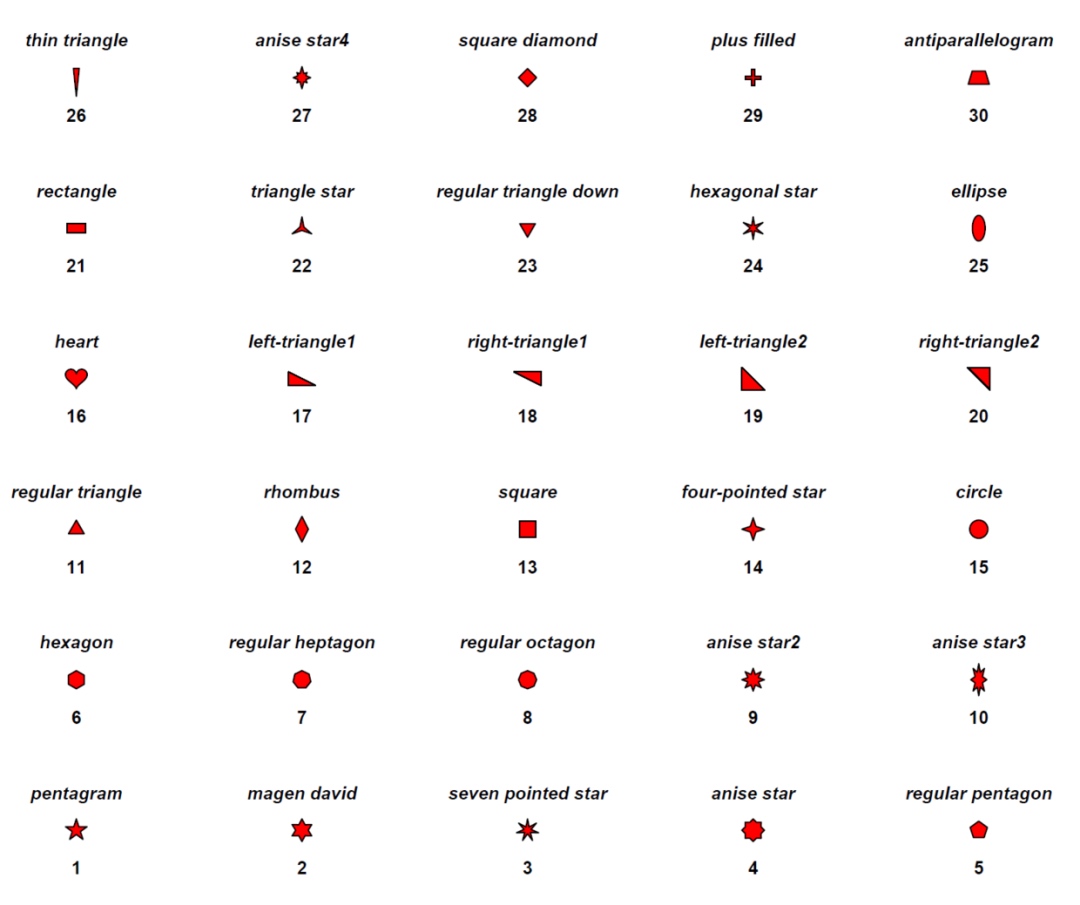 thin triangle anise star4 square diamond plus filled antiparallelogram
26 27 28 29 30
rectangle triangle star regular triangle down hexagonal star ellipse
21 22 23 24 25
heart left-triangle1 right-triangle1 left-triangle2 right-triangle2
16 17 18 19 20
regular triangle rhombus square four-pointed star circle
11 12 13 14 15
hexagon regular heptagon regular octagon anise star2 anise star3
6 7 8 9 10
pentagram magen david seven pointed star anise star regular pentagon
1 2 3 4 5